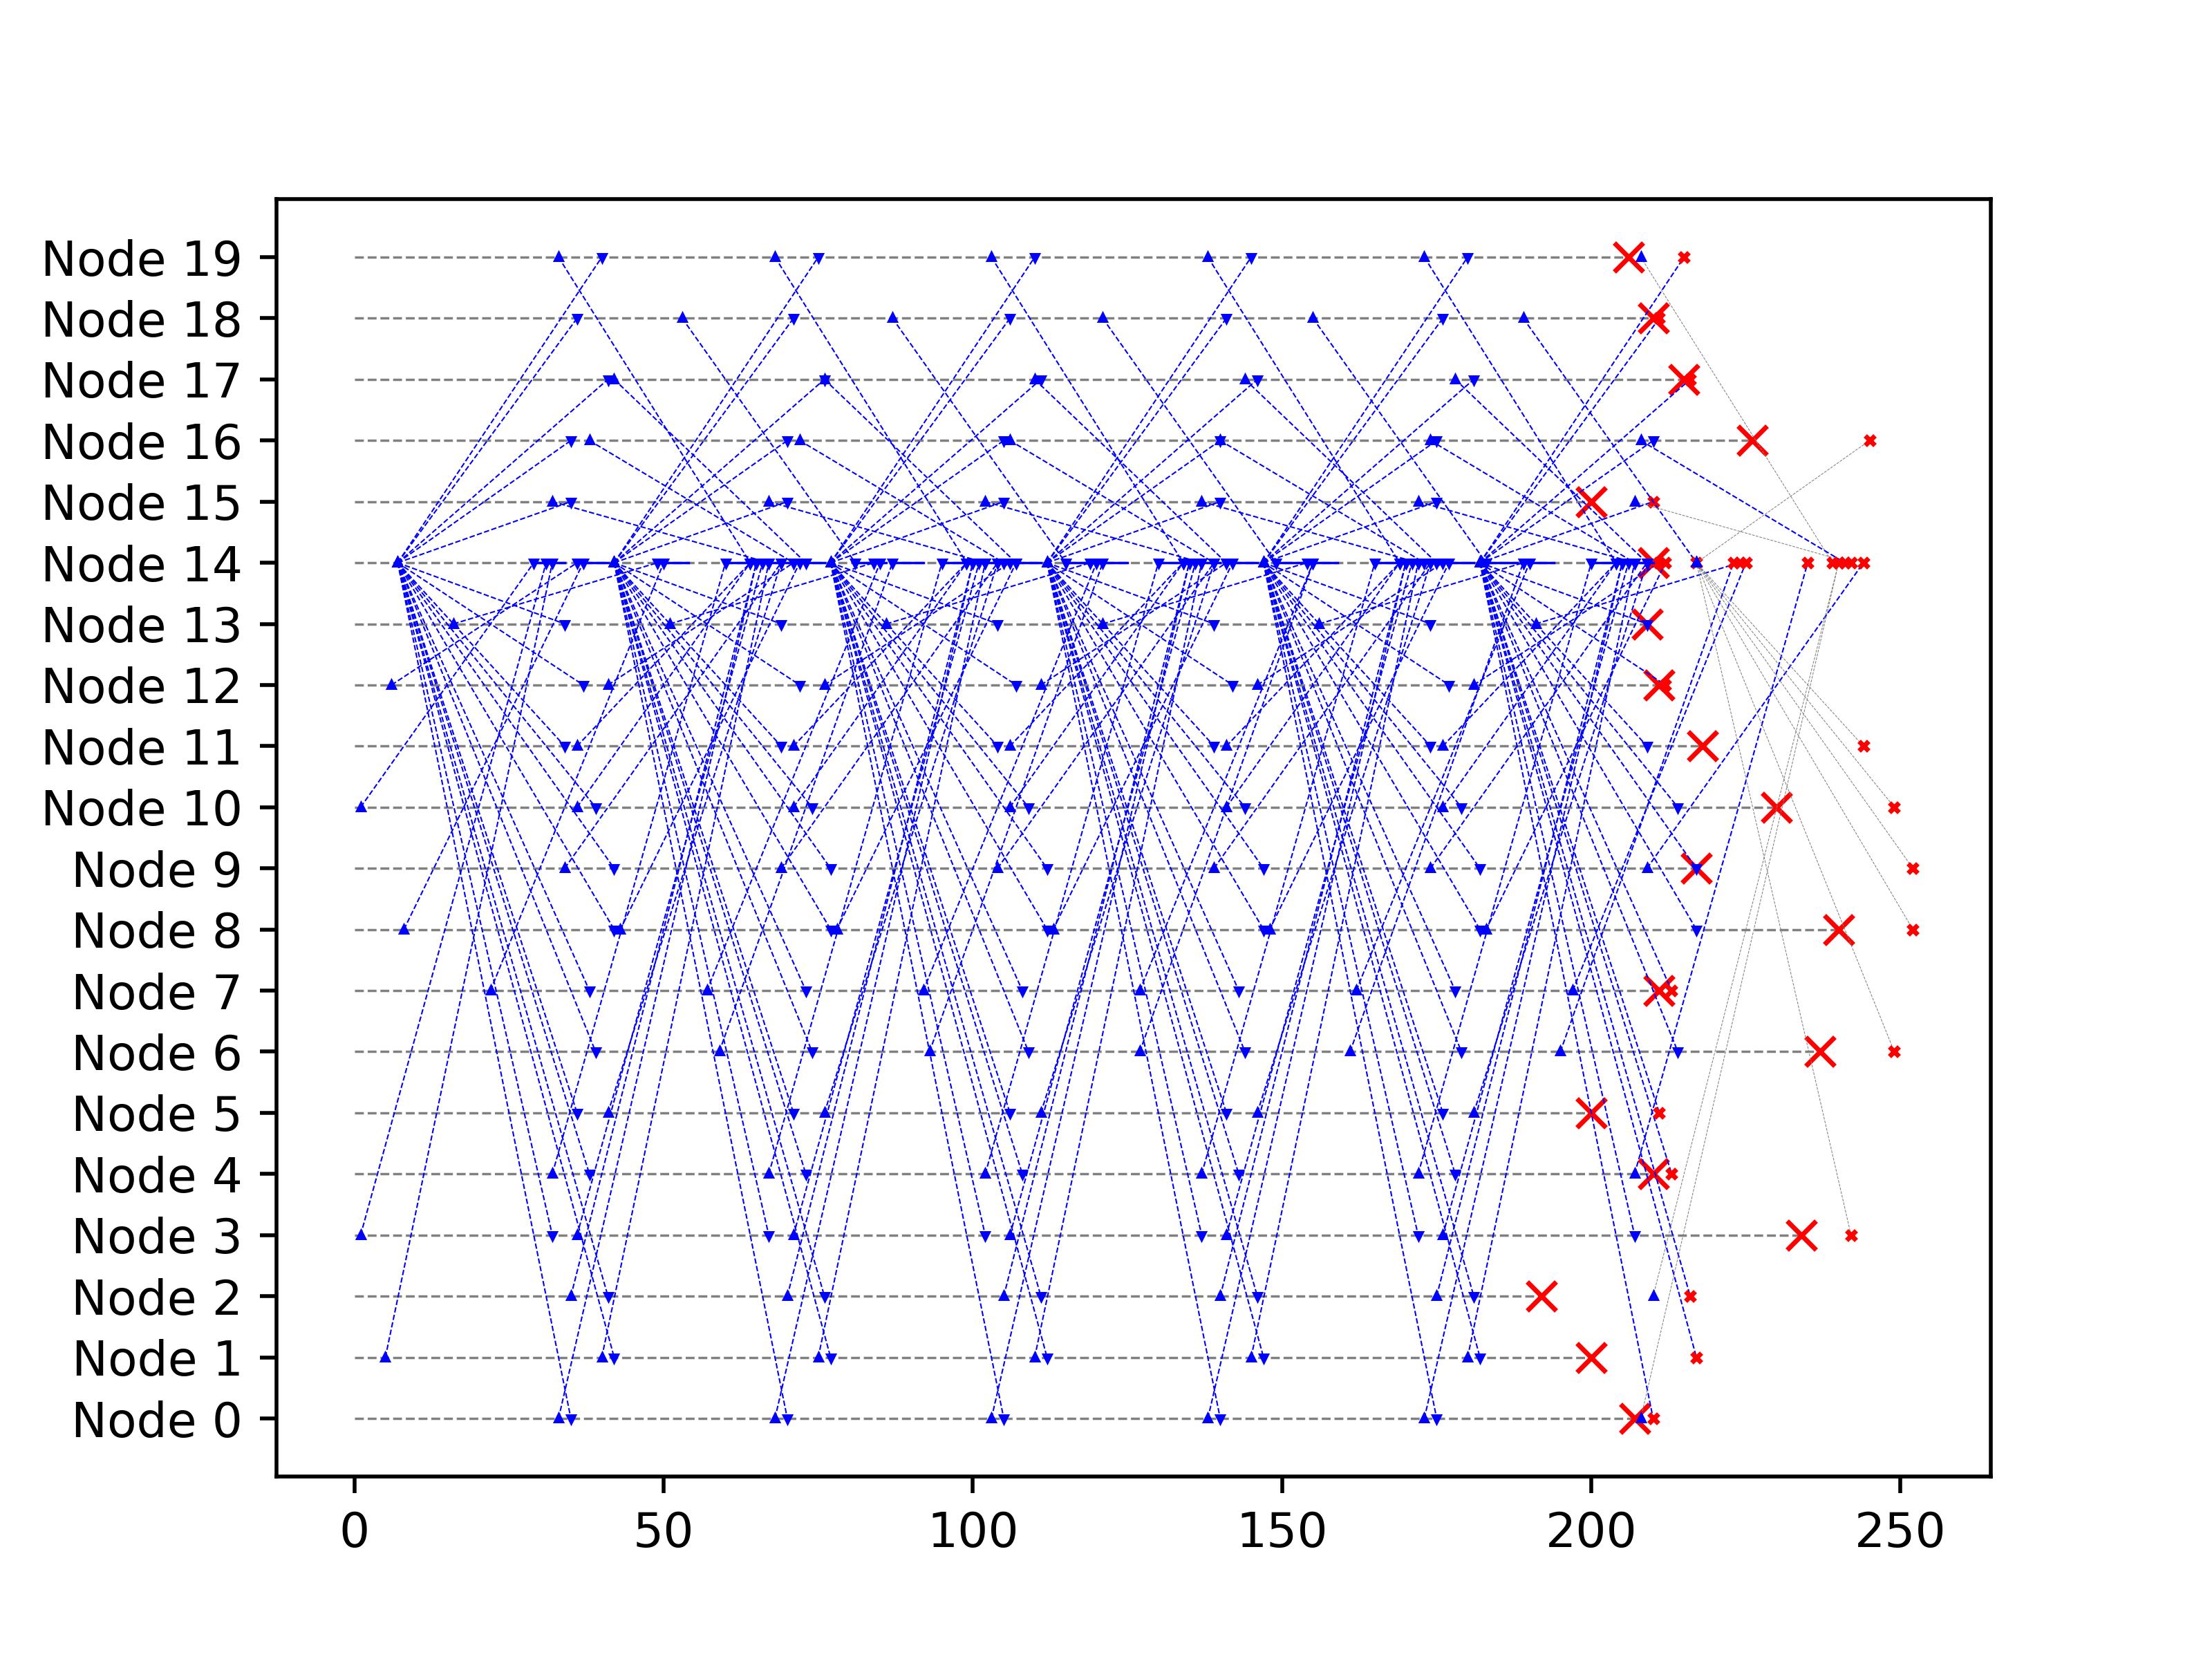 Node 19
Node 18
Node 17
Node 16
Node 15
Node 14
Node 13
Node 12
Node 11
Node 10
Node 9
Node 8
Node 7
Node 6
Node 5
Node 4
Node 3
Node 2
Node 1
Node 0
0 50 100 150 200 250